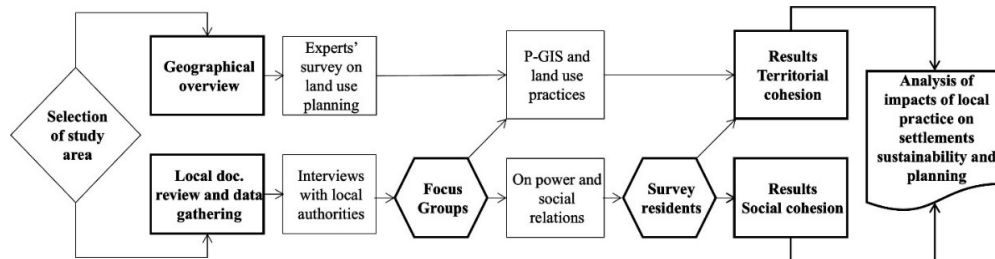 Selection
of study
area
Geographical
overview
Experts'
survey on
land use
planning
P-GIS and
land use
practices
Results
Territorial
cohesion
Analysis of
impacts of local
practice on
settlements
sustainability and
planning
Local doc.
review and data
gathering
Interviews
with local
authorities
Focus
Groups
On power and
social
relations
Survey
residents
Results
Social cohesion